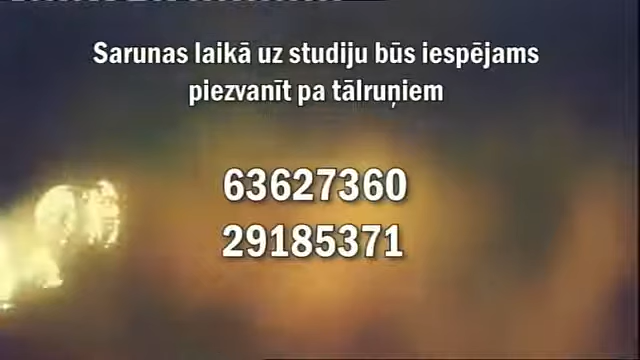 Sarunas laikā uz studiju būs iespējams
piezvanīt pa tālruņiem
63627360
29185371